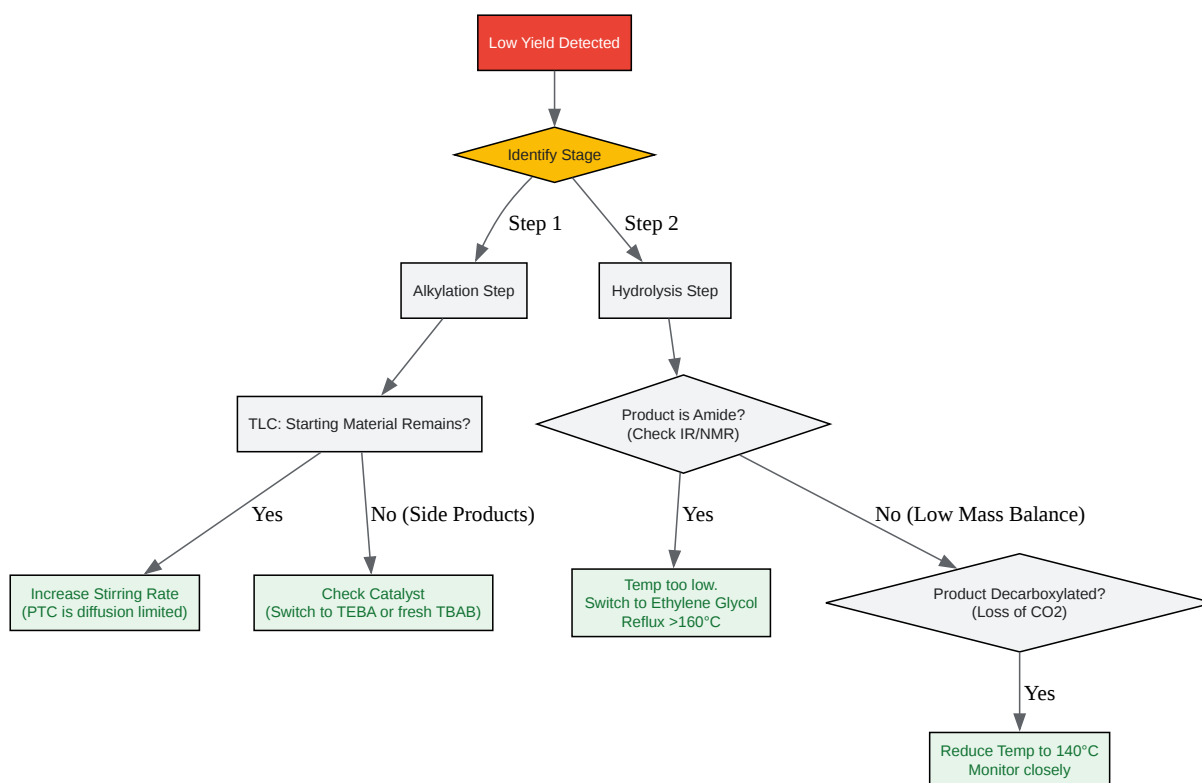 Low Yield Detected
Identify Stage
Step 1
Step 2
Alkylation Step
Hydrolysis Step
TLC: Starting Material Remains?
Product is Amide?
(Check IR/NMR)
Yes
No (Side Products)
Yes
No (Low Mass Balance)
Increase Stirring Rate
(PTC is diffusion limited)
Check Catalyst
(Switch to TEBA or fresh TBAB)
Temp too low.
Switch to Ethylene Glycol
Reflux >160°C
Product Decarboxylated?
(Loss of CO2)
Yes
Reduce Temp to 140°C
Monitor closely